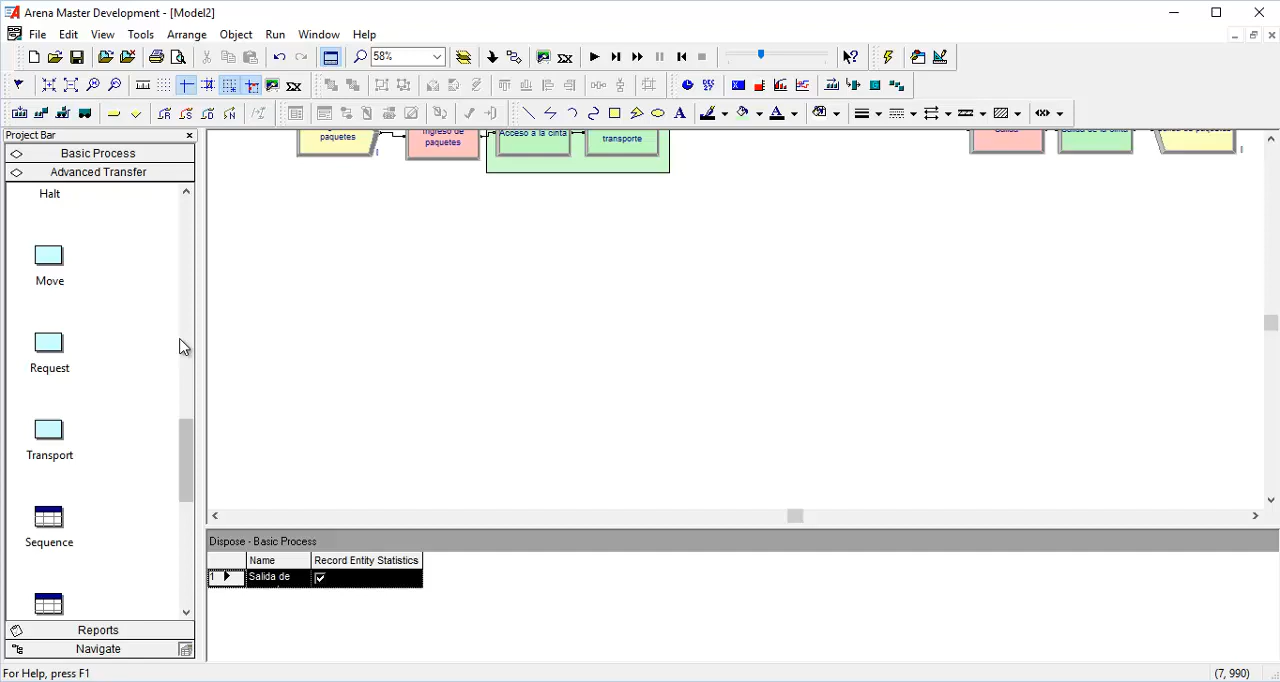 Arena Master Development - [Model2]
File Edit View Tools Arrange Object Run Window Help
58%
Project Bar
Basic Process
Advanced Transfer
Halt
Move
Request
Transport
Sequence
Reports
Navigate
paquetes
Ingreso de
paquetes
Acceso a la cinta
transporte
Dispose - Basic Process
Name Record Entity Statistics
1 Salida de
For Help, press F1
(7, 990)